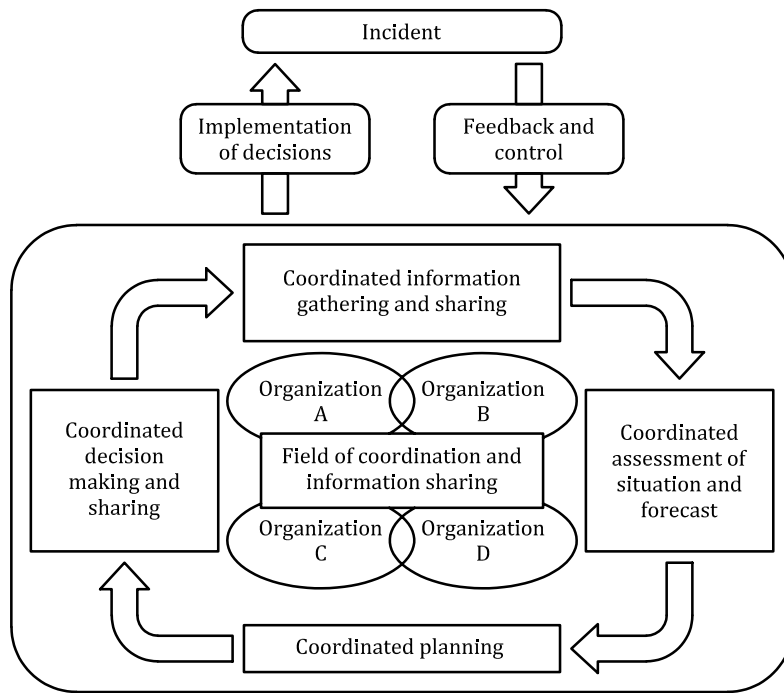 Incident
Implementation
of decisions
Feedback and
control
Coordinated information
gathering and sharing
Organization
A
Organization
B
Coordinated
decision
making and
sharing
Field of coordination and
information sharing
Coordinated
assessment of
situation and
forecast
Organization
C
Organization
D
Coordinated planning